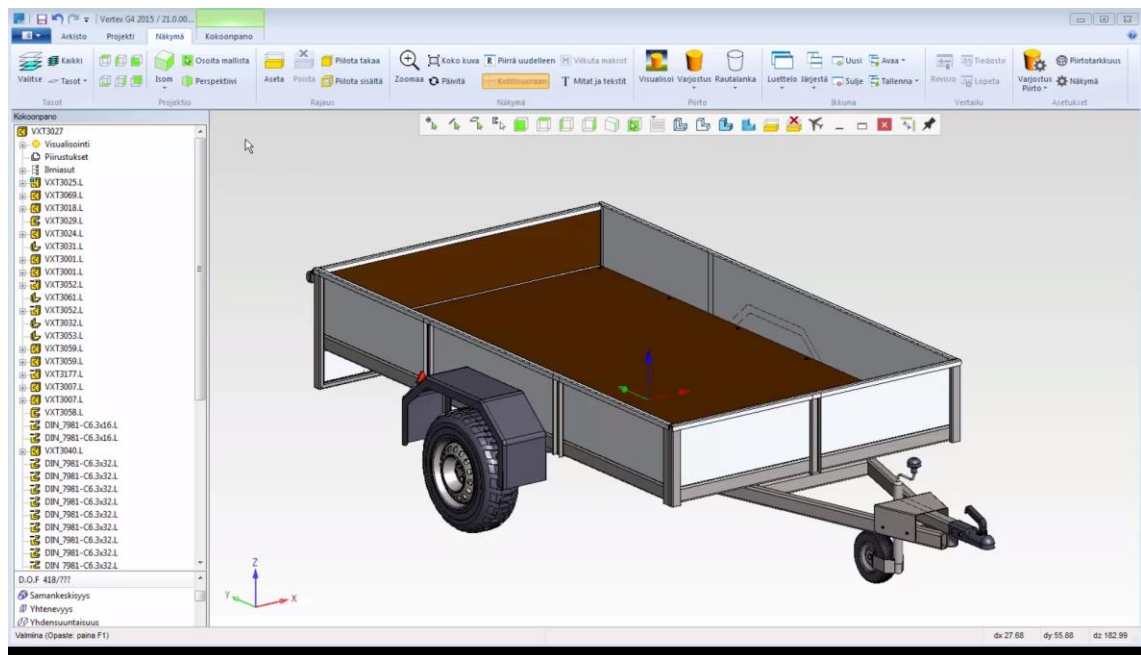 Vertex G4 2015 / 21.0.00...
Arkisto Projekti Näkymä Kokoonpano
Kaikki Osoita mallista Piilota takaa Koko kuva R Piirrä uudelleen M Vilkuta makrot Uusi Avaa Tiedosto Piirtotarkkuus
Valitse Tasot Isom Perspektiivi Aseta Poista Piilota sisältä Zoomaa Päivitä Kohtisuoraan T Mitat ja tekstit Visualisoi Varjostus Rautalanka Luettelo Järjestä Sulje Tallenna Revisio Lopeta Varjostus Näkymä
Piirto
Tasot Projektio Rajaus Näkymä Piirto Ikkuna Vertailu Asetukset
Kokoonpano
VXT3027
Visualisointi
Piirustukset
Ilmiasut
VXT3025.L
VXT3069.L
VXT3018.L
VXT3029.L
VXT3024.L
VXT3031.L
VXT3001.L
VXT3001.L
VXT3052.L
VXT3061.L
VXT3052.L
VXT3032.L
VXT3053.L
VXT3059.L
VXT3059.L
VXT3177.L
VXT3007.L
VXT3007.L
VXT3058.L
DIN_7981-C6.3x16.L
DIN_7981-C6.3x16.L
VXT3040.L
DIN_7981-C6.3x32.L
DIN_7981-C6.3x32.L
DIN_7981-C6.3x32.L
DIN_7981-C6.3x32.L
DIN_7981-C6.3x32.L
DIN_7981-C6.3x32.L
DIN_7981-C6.3x32.L
DIN_7981-C6.3x32.L
DIN_7981-C6.3x32.L
D.O.F 418/???
Samankeskisyys
Yhtenevyys
Yhdensuuntaisuus
Z
Y
X
Valmiina (Opaste: paina F1) dx 27.68 dy 55.88 dz 182.99